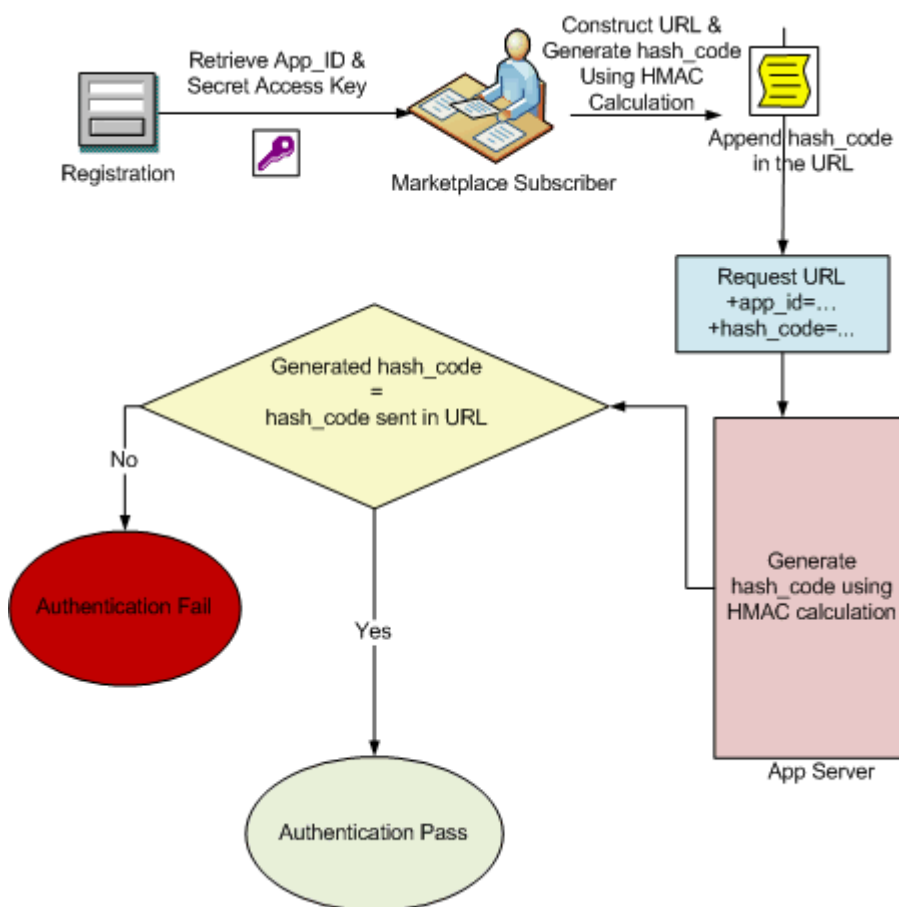 Retrieve App_ID &
Secret Access Key
Registration
Marketplace Subscriber
Construct URL &
Generate hash_code
Using HMAC
Calculation
Append hash_code
in the URL
Request URL
+app_id=...
+hash_code=...
Generate
hash_code using
HMAC calculation
App Server
Generated hash_code
=
hash_code sent in URL
No
Authentication Fail
Yes
Authentication Pass